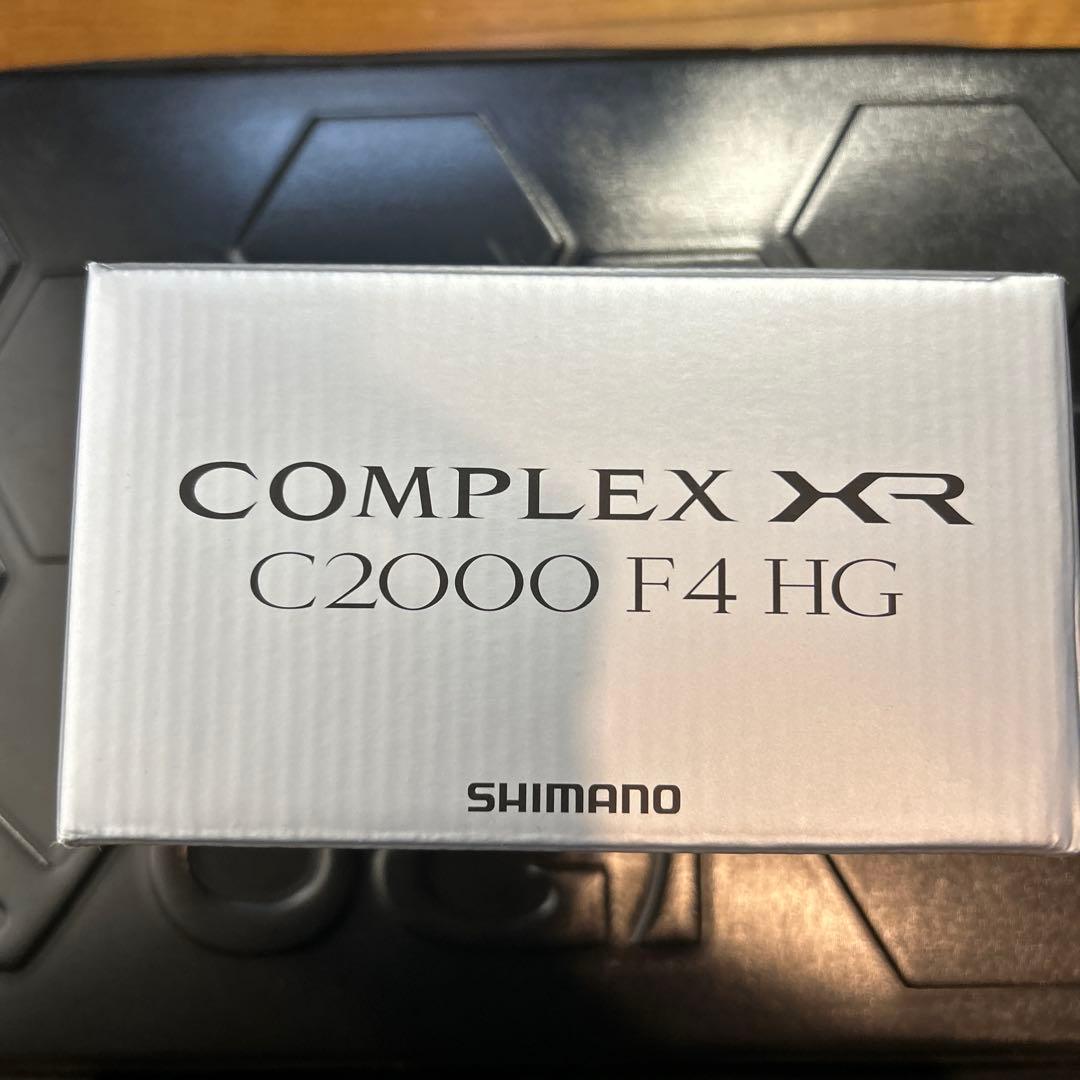 COMPLEX XR
C2000 F4 HG
SHIMANO